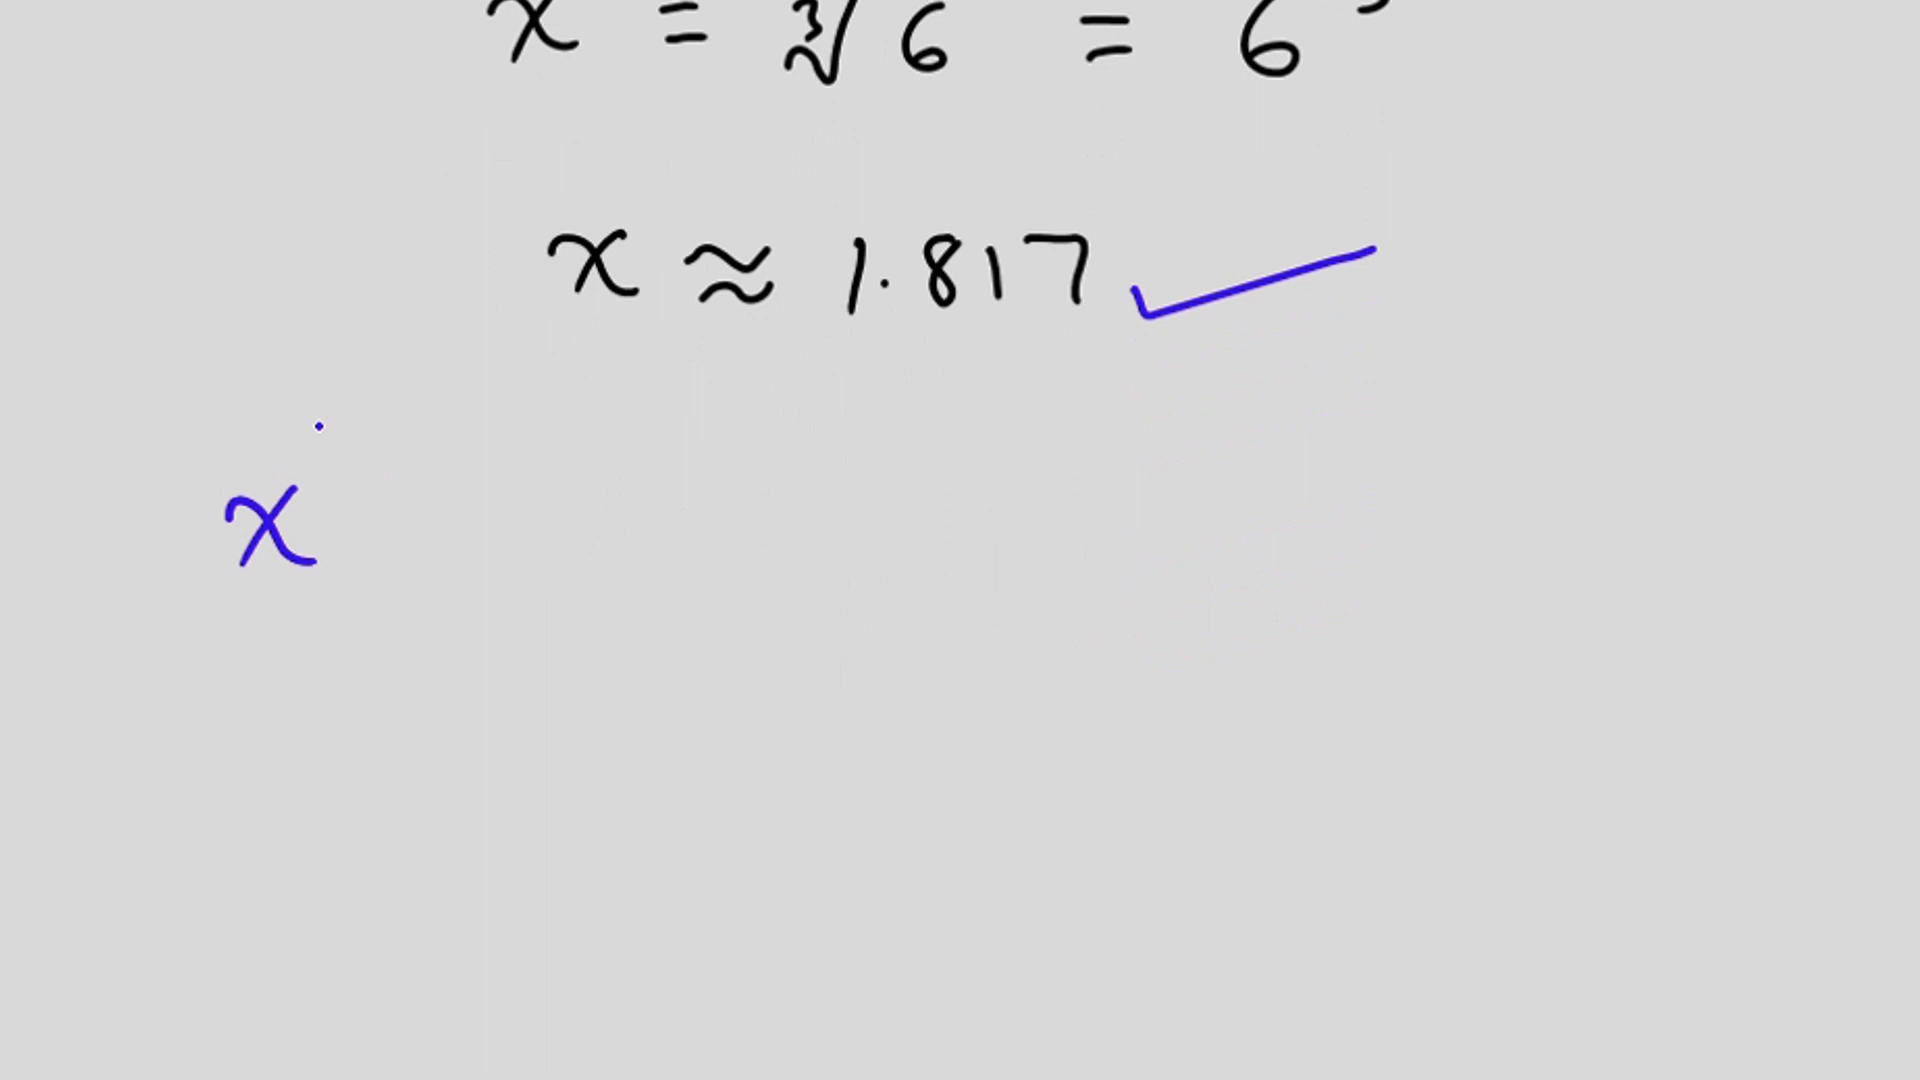 x = ∛6 = 6
x ≈ 1.817 ✓
x